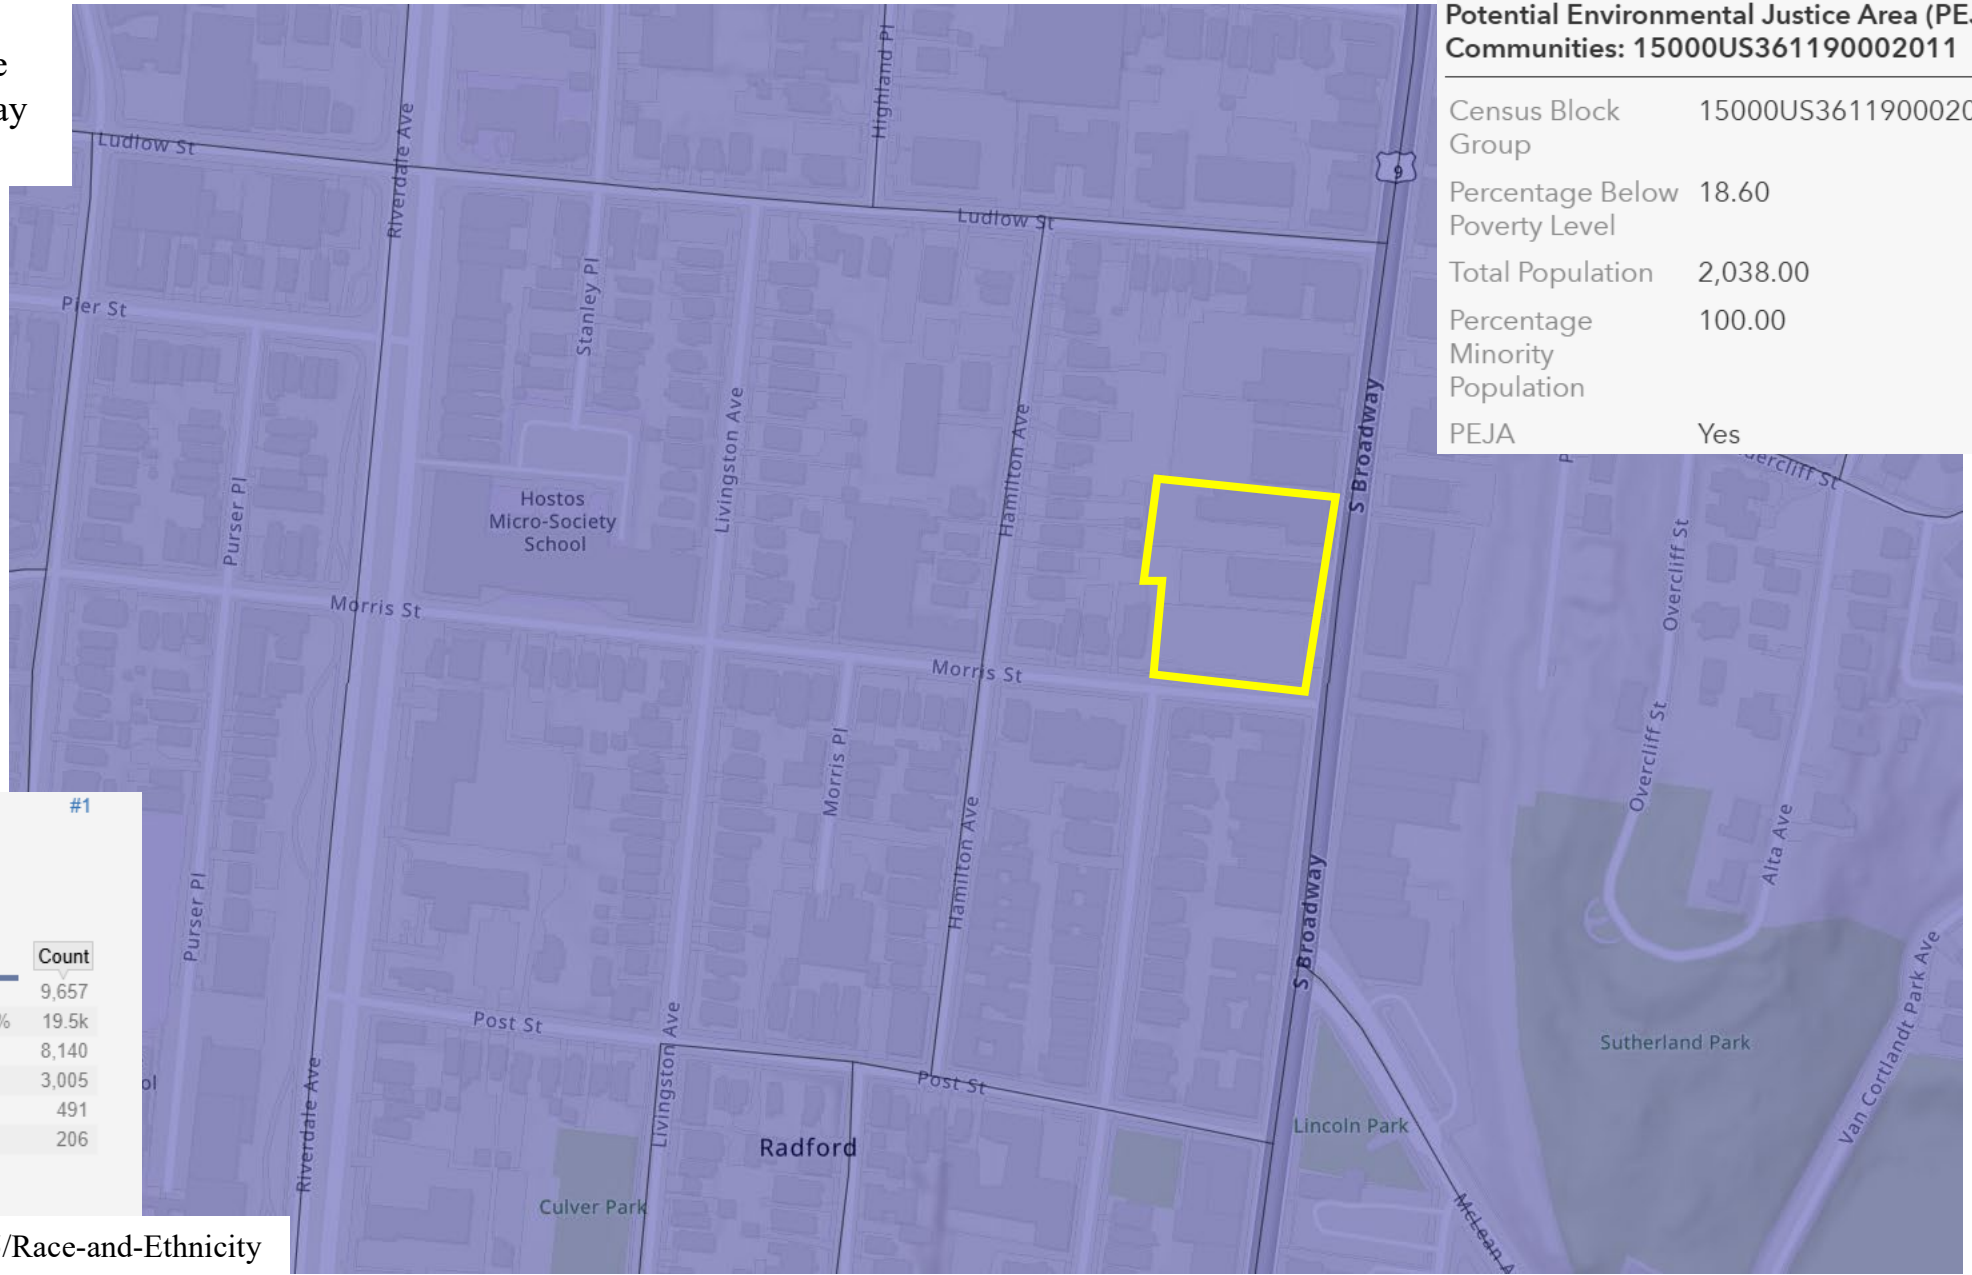 Potential Environmental Justice Area (PEJ
Communities: 15000US361190002011
Census Block
Group
15000US3611900020
Percentage Below
Poverty Level
18.60
Total Population
2,038.00
Percentage
Minority
Population
100.00
PEJA
Yes
e
ay
Ludlow St
Riverdale Ave
Highland Pl
9
Ludlow St
Pier St
Stanley Pl
Livingston Ave
Hamilton Ave
S Broadway
Purser Pl
Hostos
Micro-Society
School
ercliff St
Overcliff St
Morris St
Morris St
Morris Pl
Overcliff St
Alta Ave
#1
Count
9,657
% 19.5k
8,140
3,005
491
206
Purser Pl
Hamilton Ave
S Broadway
Van Cortlandt Park Ave
Post St
Livingston Ave
Riverdale Ave
ol
Post St
Sutherland Park
Lincoln Park
Radford
Culver Park
McLean A
/Race-and-Ethnicity